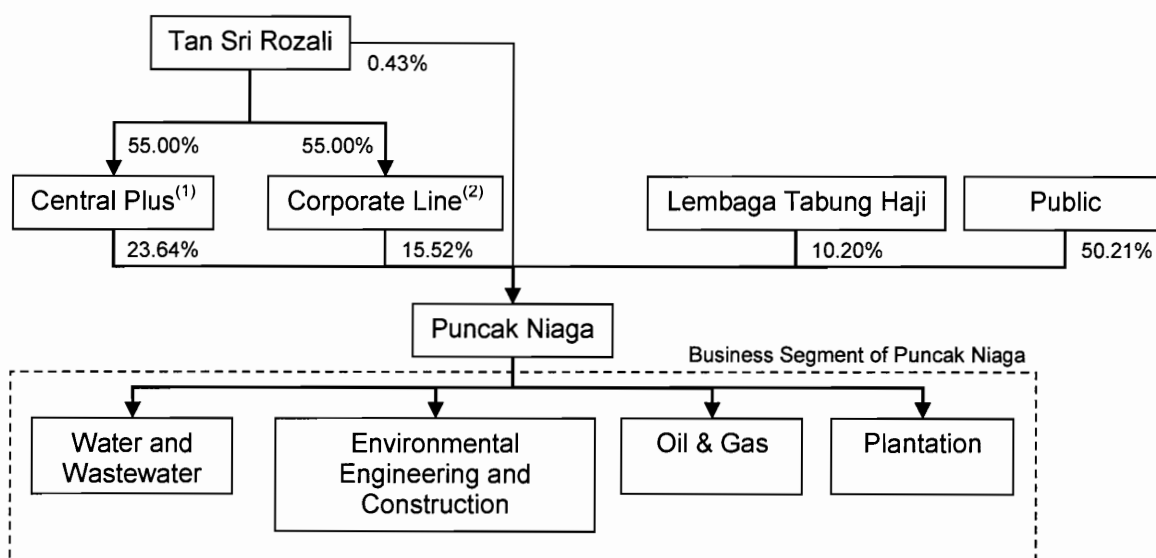 Tan Sri Rozali
0.43%
55.00%
55.00%
Central Plus(1)
Corporate Line(2)
Lembaga Tabung Haji
Public
23.64%
15.52%
10.20%
50.21%
Puncak Niaga
Business Segment of Puncak Niaga
Water and
Wastewater
Environmental
Engineering and
Construction
Oil & Gas
Plantation